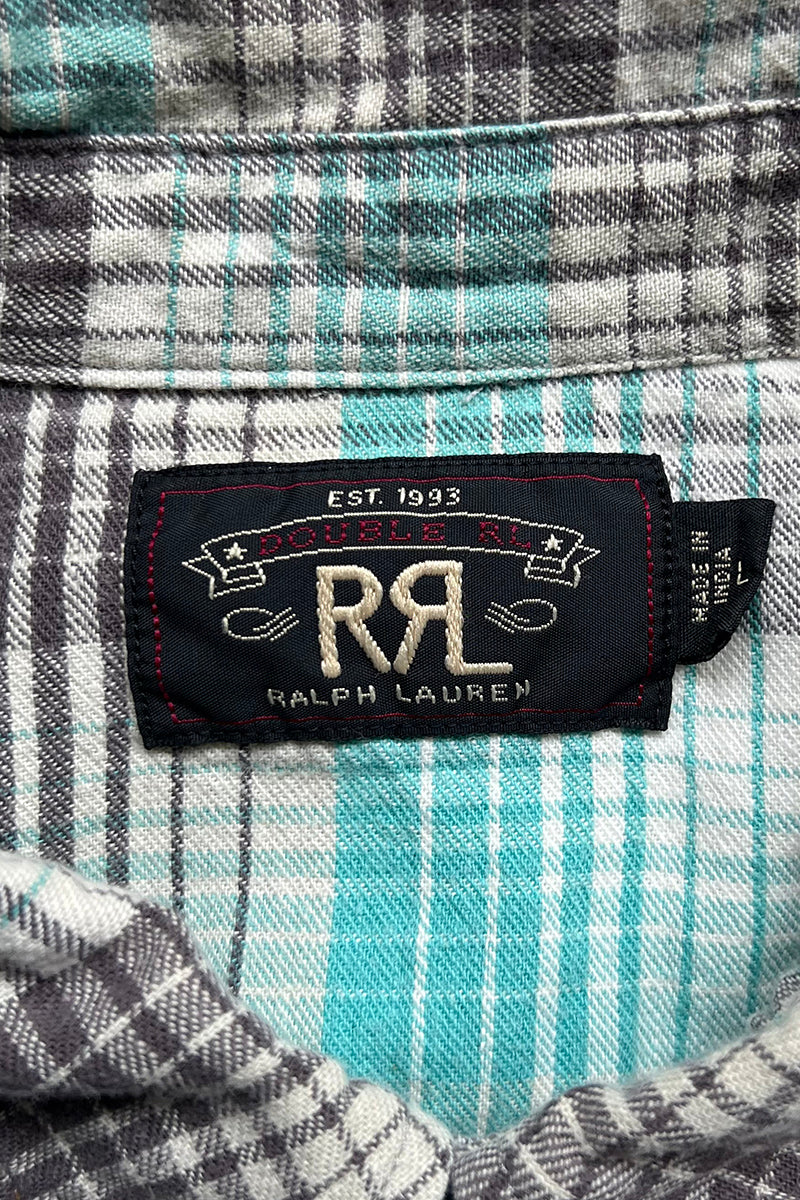 EST. 1993
DOUBLE RL
RRL
RALPH LAUREN
MADE IN
INDIA
L